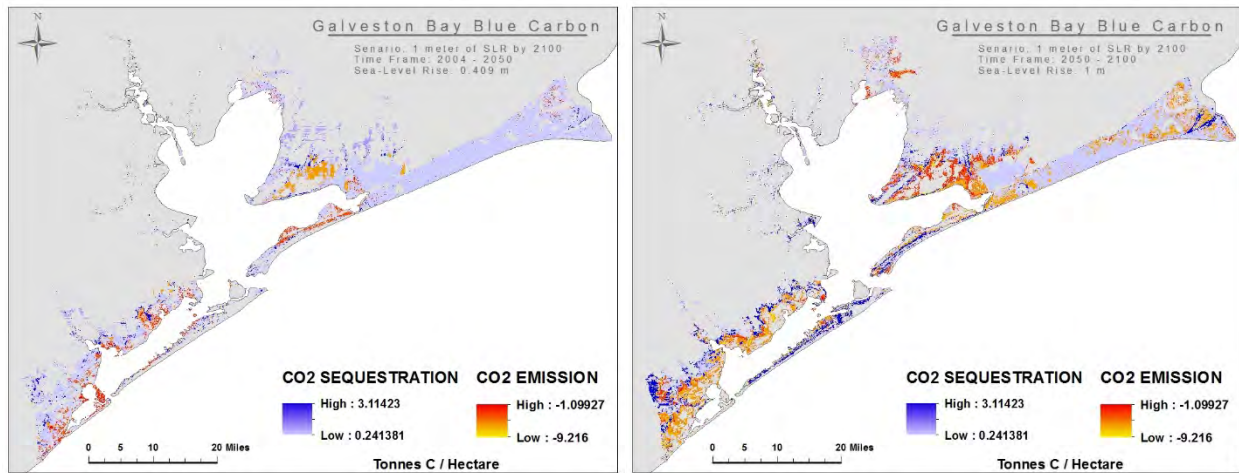 N
Galveston Bay Blue Carbon
Senario: 1 meter of SLR by 2100
Time Frame: 2004 - 2050
Sea-Level Rise: 0.409 m
CO2 SEQUESTRATION
High : 3.11423
Low : 0.241381
CO2 EMISSION
High : -1.09927
Low : -9.216
0 5 10 20 Miles
Tonnes C / Hectare
N
Galveston Bay Blue Carbon
Senario: 1 meter of SLR by 2100
Time Frame: 2050 - 2100
Sea-Level Rise: 1 m
CO2 SEQUESTRATION
High : 3.11423
Low : 0.241381
CO2 EMISSION
High : -1.09927
Low : -9.216
0 5 10 20 Miles
Tonnes C / Hectare